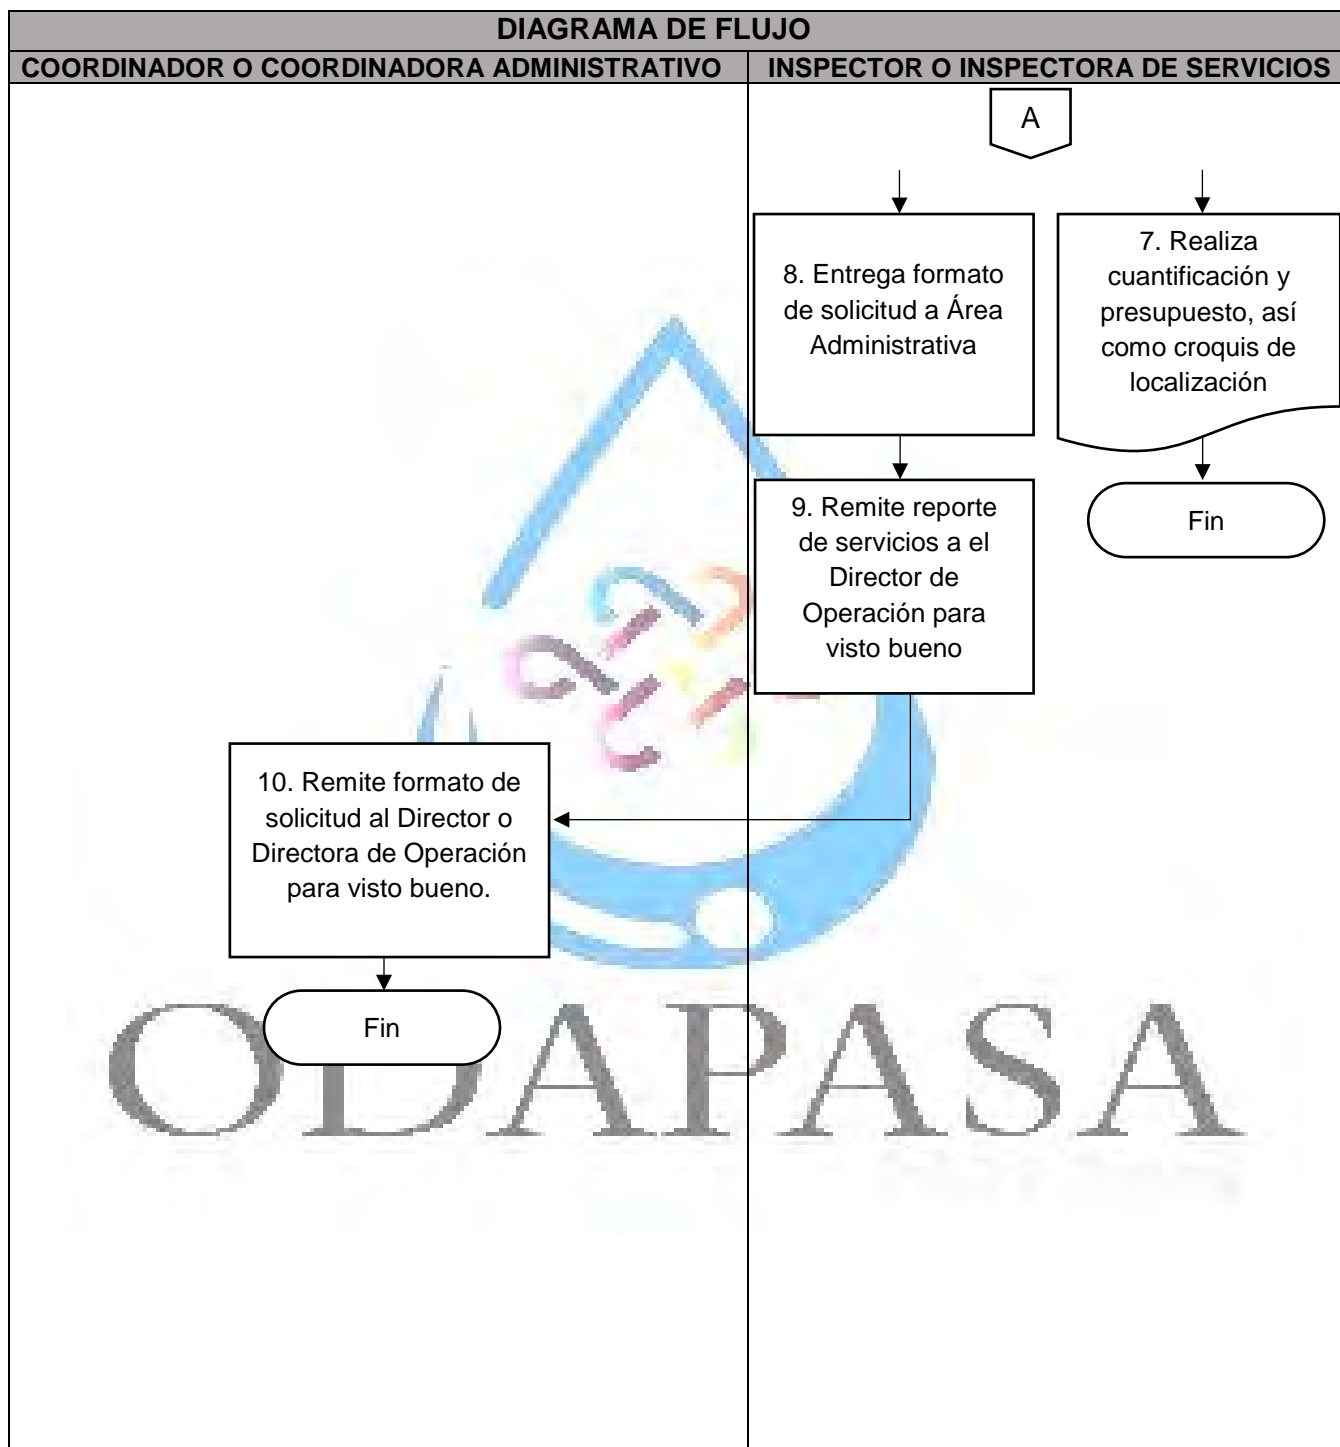 DIAGRAMA DE FLUJO
COORDINADOR O COORDINADORA ADMINISTRATIVO
INSPECTOR O INSPECTORA DE SERVICIOS
A
8. Entrega formato
de solicitud a Área
Administrativa
7. Realiza
cuantificación y
presupuesto, así
como croquis de
localización
9. Remite reporte
de servicios a el
Director de
Operación para
visto bueno
Fin
10. Remite formato de
solicitud al Director o
Directora de Operación
para visto bueno.
Fin
ODAPASA